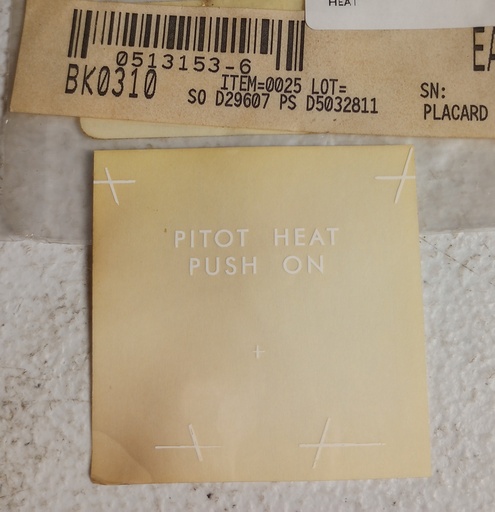 HEAT
0513153-6
BK0310
ITEM=0025 LOT=
SO D29607 PS D5032811
EA
SN:
PLACARD
PITOT HEAT
PUSH ON